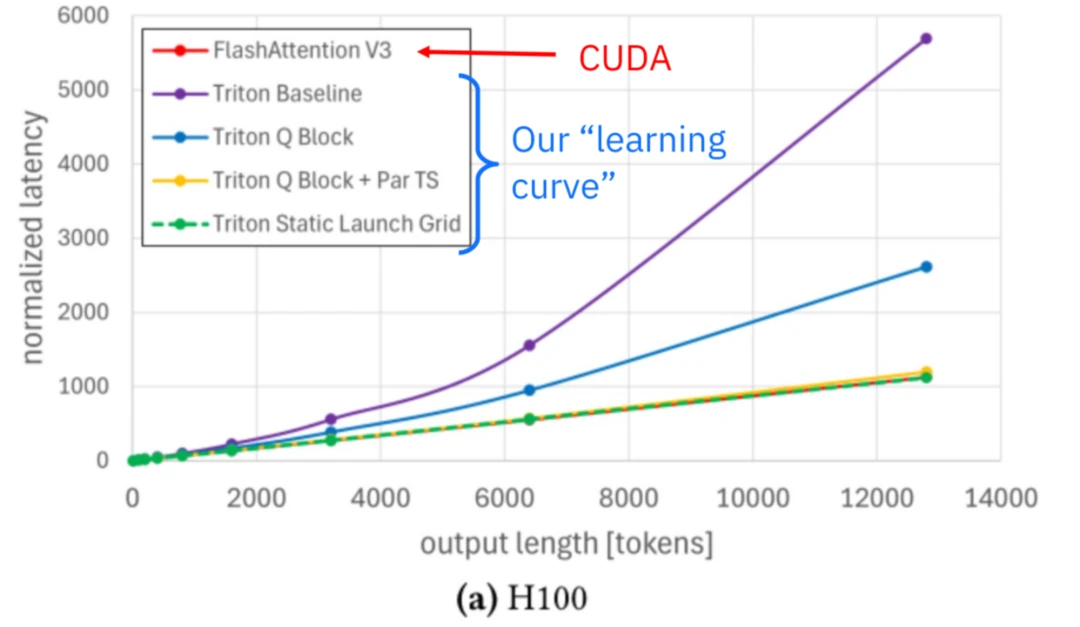 6000
5000
4000
3000
2000
1000
0
normalized latency
FlashAttention V3
Triton Baseline
Triton Q Block
Triton Q Block + Par TS
Triton Static Launch Grid
CUDA
Our “learning
curve”
0 2000 4000 6000 8000 10000 12000 14000
output length [tokens]
(a) H100